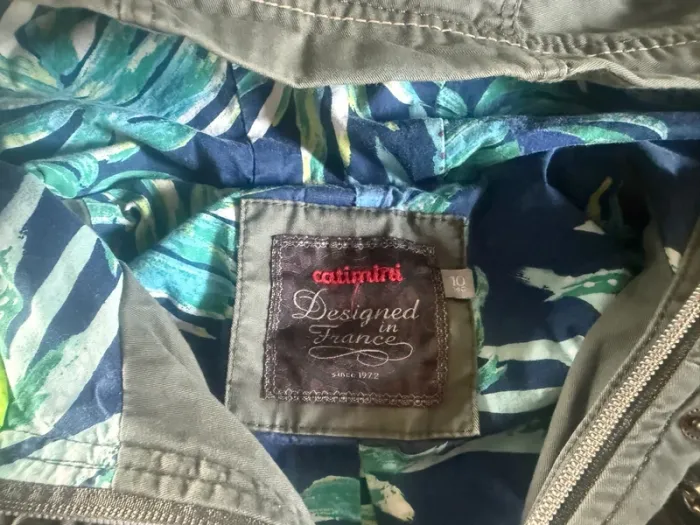 catimini
Designed
in
France
since 1972
10